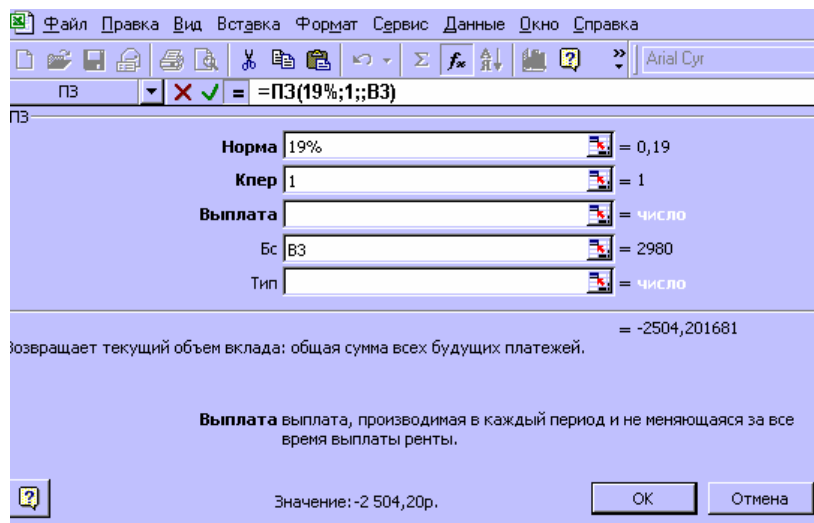 Файл Правка Вид Вставка Формат Сервис Данные Окно Справка
Arial Cyr
ПЗ = =ПЗ(19%;1;;B3)
ПЗ
Норма 19% = 0,19
Кпер 1 = 1
Выплата = число
Бс B3 = 2980
Тип = число
= -2504,201681
Возвращает текущий объем вклада: общая сумма всех будущих платежей.
Выплата выплата, производимая в каждый период и не меняющаяся за все
время выплаты ренты.
Значение:-2 504,20р. ОК Отмена